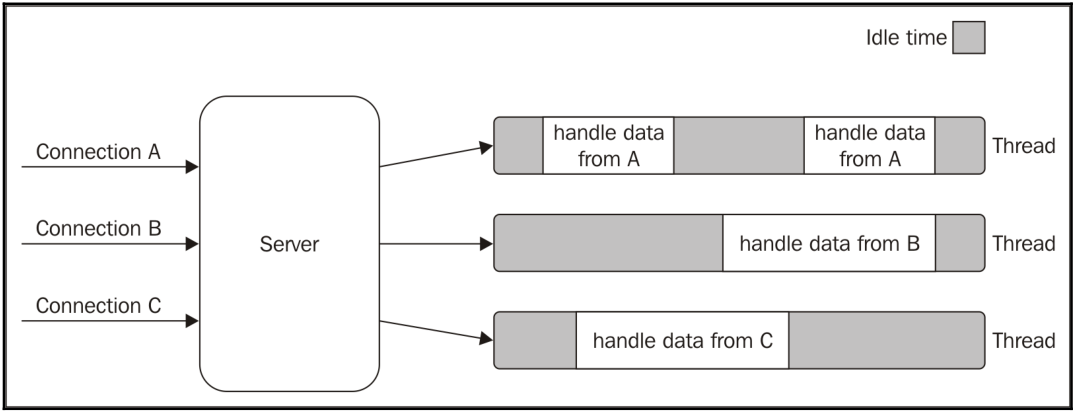 Idle time
Connection A
Connection B
Connection C
Server
handle data
from A
handle data
from A
Thread
handle data from B
Thread
handle data from C
Thread